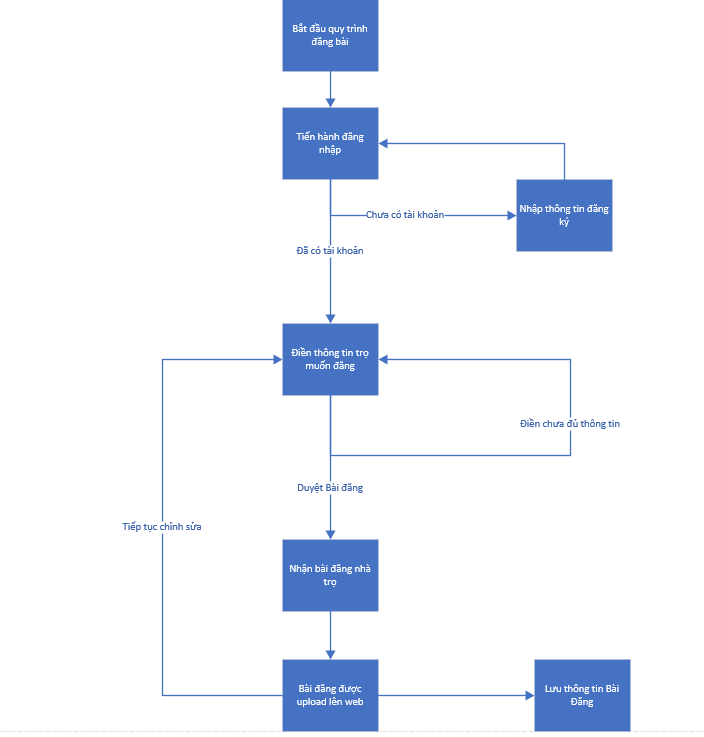 Bắt đầu quy trình
đăng bài
Tiến hành đăng
nhập
Nhập thông tin đăng
ký
Chưa có tài khoản
Đã có tài khoản
Điền thông tin trọ
muốn đăng
Điền chưa đủ thông tin
Duyệt Bài đăng
Tiếp tục chỉnh sửa
Nhận bài đăng nhà
trọ
Bài đăng được
upload lên web
Lưu thông tin Bài
Đăng